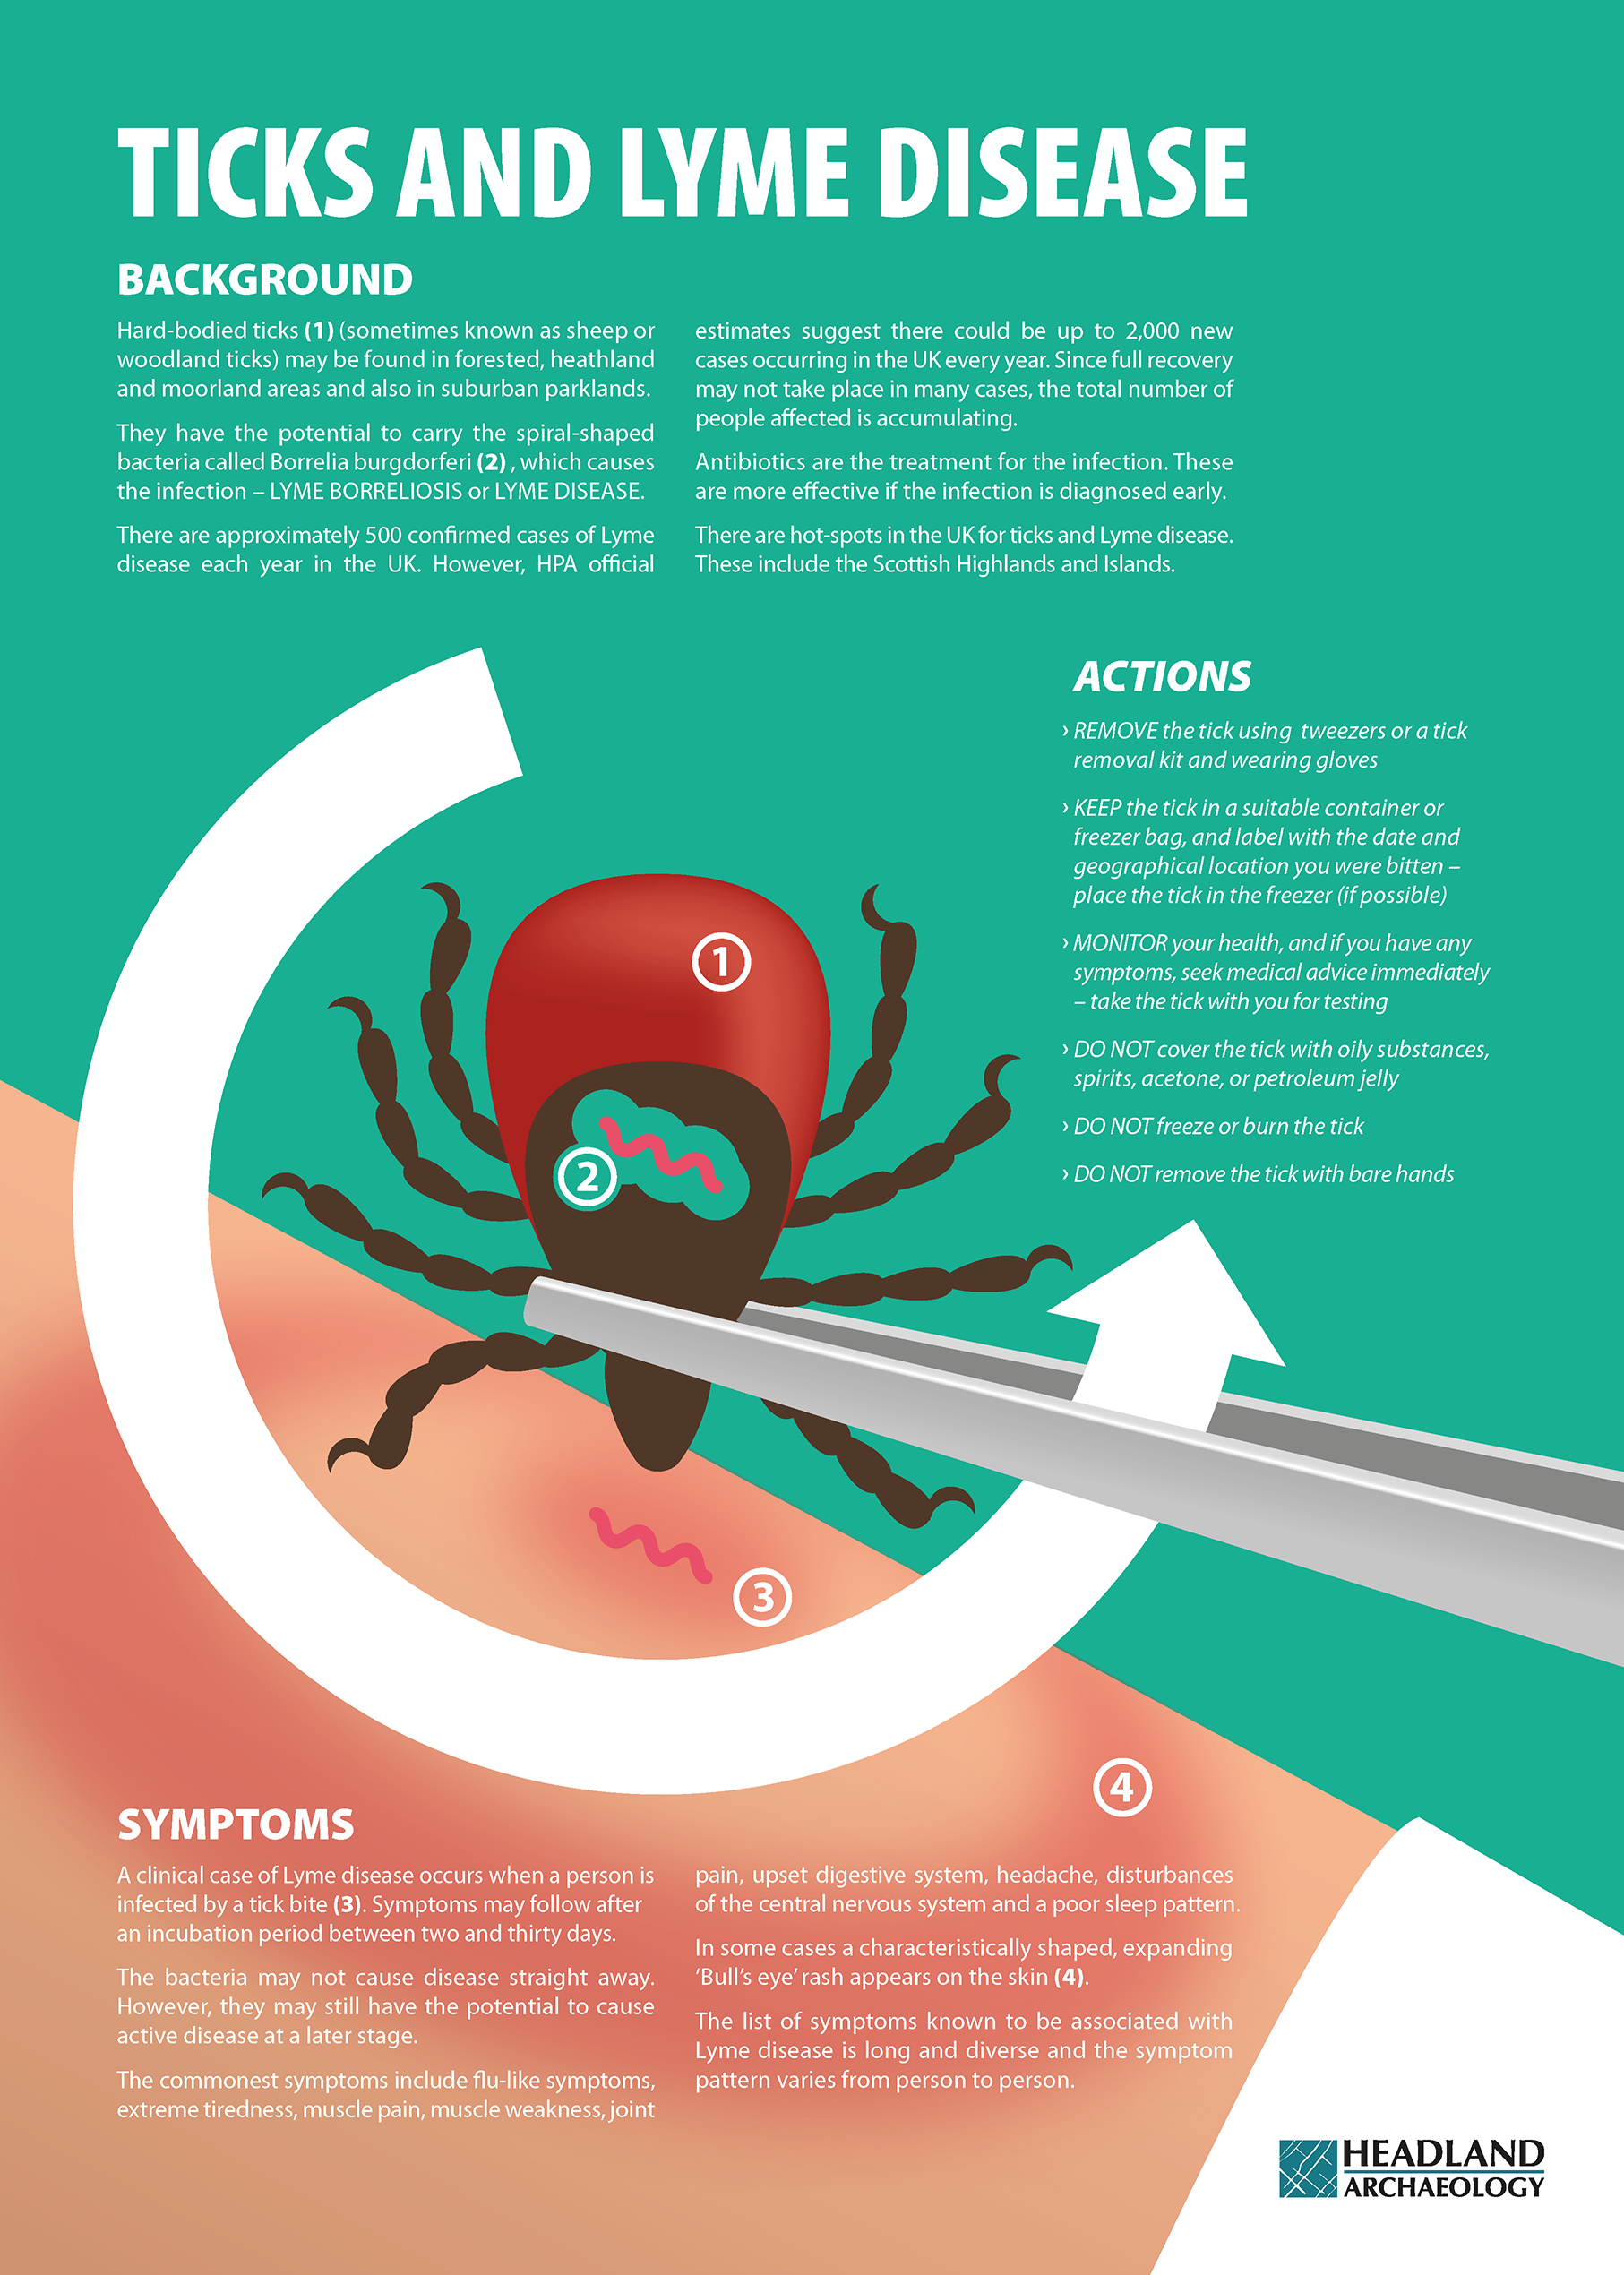 TICKS AND LYME DISEASE
BACKGROUND
Hard-bodied ticks (1) (sometimes known as sheep or
woodland ticks) may be found in forested, heathland
and moorland areas and also in suburban parklands.
They have the potential to carry the spiral-shaped
bacteria called Borrelia burgdorferi (2) , which causes
the infection – LYME BORRELIOSIS or LYME DISEASE.
There are approximately 500 confirmed cases of Lyme
disease each year in the UK. However, HPA official
estimates suggest there could be up to 2,000 new
cases occurring in the UK every year. Since full recovery
may not take place in many cases, the total number of
people affected is accumulating.
Antibiotics are the treatment for the infection. These
are more effective if the infection is diagnosed early.
There are hot-spots in the UK for ticks and Lyme disease.
These include the Scottish Highlands and Islands.
ACTIONS
› REMOVE the tick using tweezers or a tick
removal kit and wearing gloves
› KEEP the tick in a suitable container or
freezer bag, and label with the date and
geographical location you were bitten –
place the tick in the freezer (if possible)
› MONITOR your health, and if you have any
symptoms, seek medical advice immediately
– take the tick with you for testing
› DO NOT cover the tick with oily substances,
spirits, acetone, or petroleum jelly
› DO NOT freeze or burn the tick
› DO NOT remove the tick with bare hands
1
2
3
4
SYMPTOMS
A clinical case of Lyme disease occurs when a person is
infected by a tick bite (3). Symptoms may follow after
an incubation period between two and thirty days.
The bacteria may not cause disease straight away.
However, they may still have the potential to cause
active disease at a later stage.
The commonest symptoms include flu-like symptoms,
extreme tiredness, muscle pain, muscle weakness, joint
pain, upset digestive system, headache, disturbances
of the central nervous system and a poor sleep pattern.
In some cases a characteristically shaped, expanding
‘Bull’s eye’ rash appears on the skin (4).
The list of symptoms known to be associated with
Lyme disease is long and diverse and the symptom
pattern varies from person to person.
HEADLAND
ARCHAEOLOGY